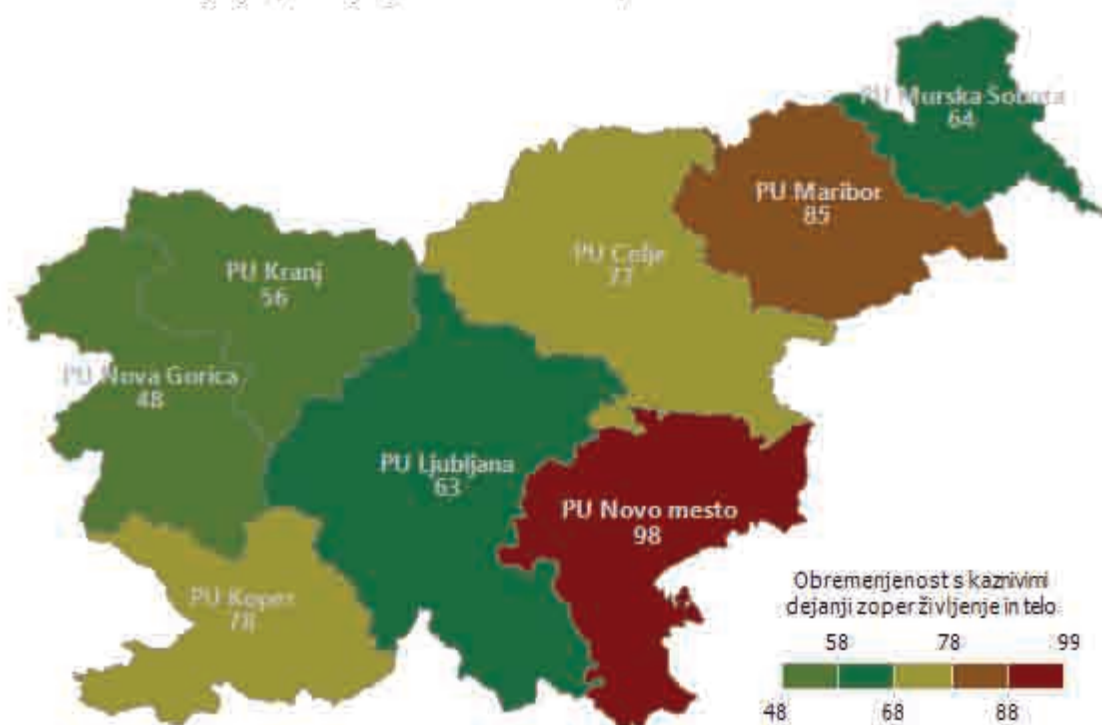 PU Murska Sobota
64
PU Maribor
85
PU Celje
77
PU Kranj
56
PU Nova Gorica
48
PU Ljubljana
63
PU Novo mesto
98
PU Koper
78
Obremenjenost s kaznivimi
dejanji zoper življenje in telo
58 78 99
48 68 88